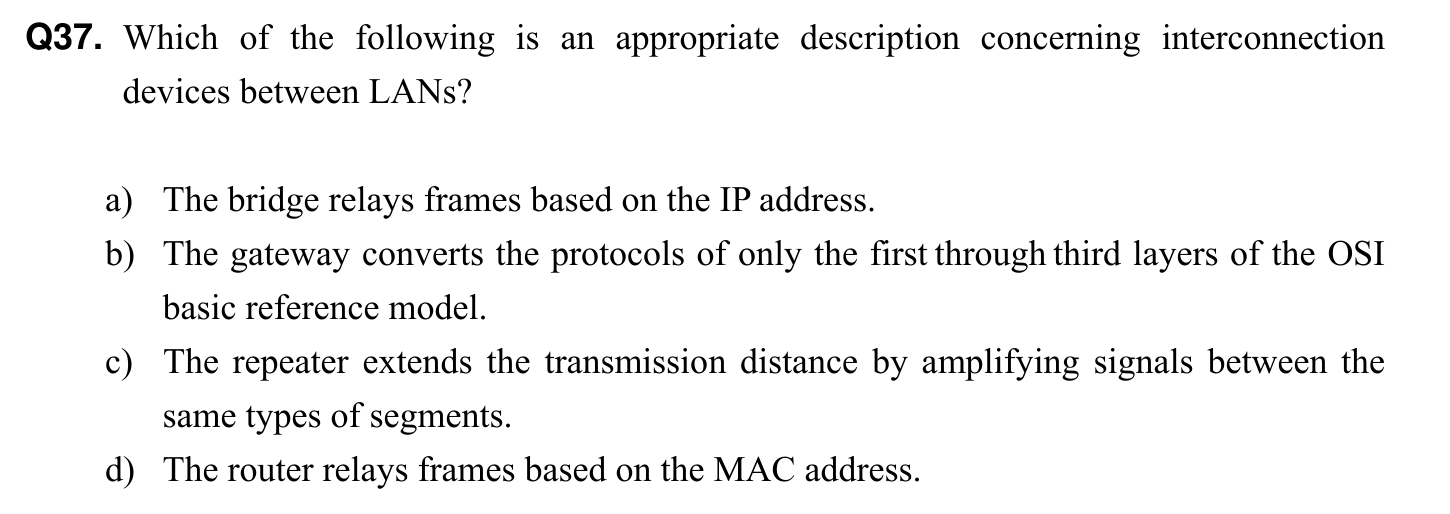 Q37. Which of the following is an appropriate description concerning interconnection
devices between LANs?
a) The bridge relays frames based on the IP address.
b) The gateway converts the protocols of only the first through third layers of the OSI
basic reference model.
c) The repeater extends the transmission distance by amplifying signals between the
same types of segments.
d) The router relays frames based on the MAC address.